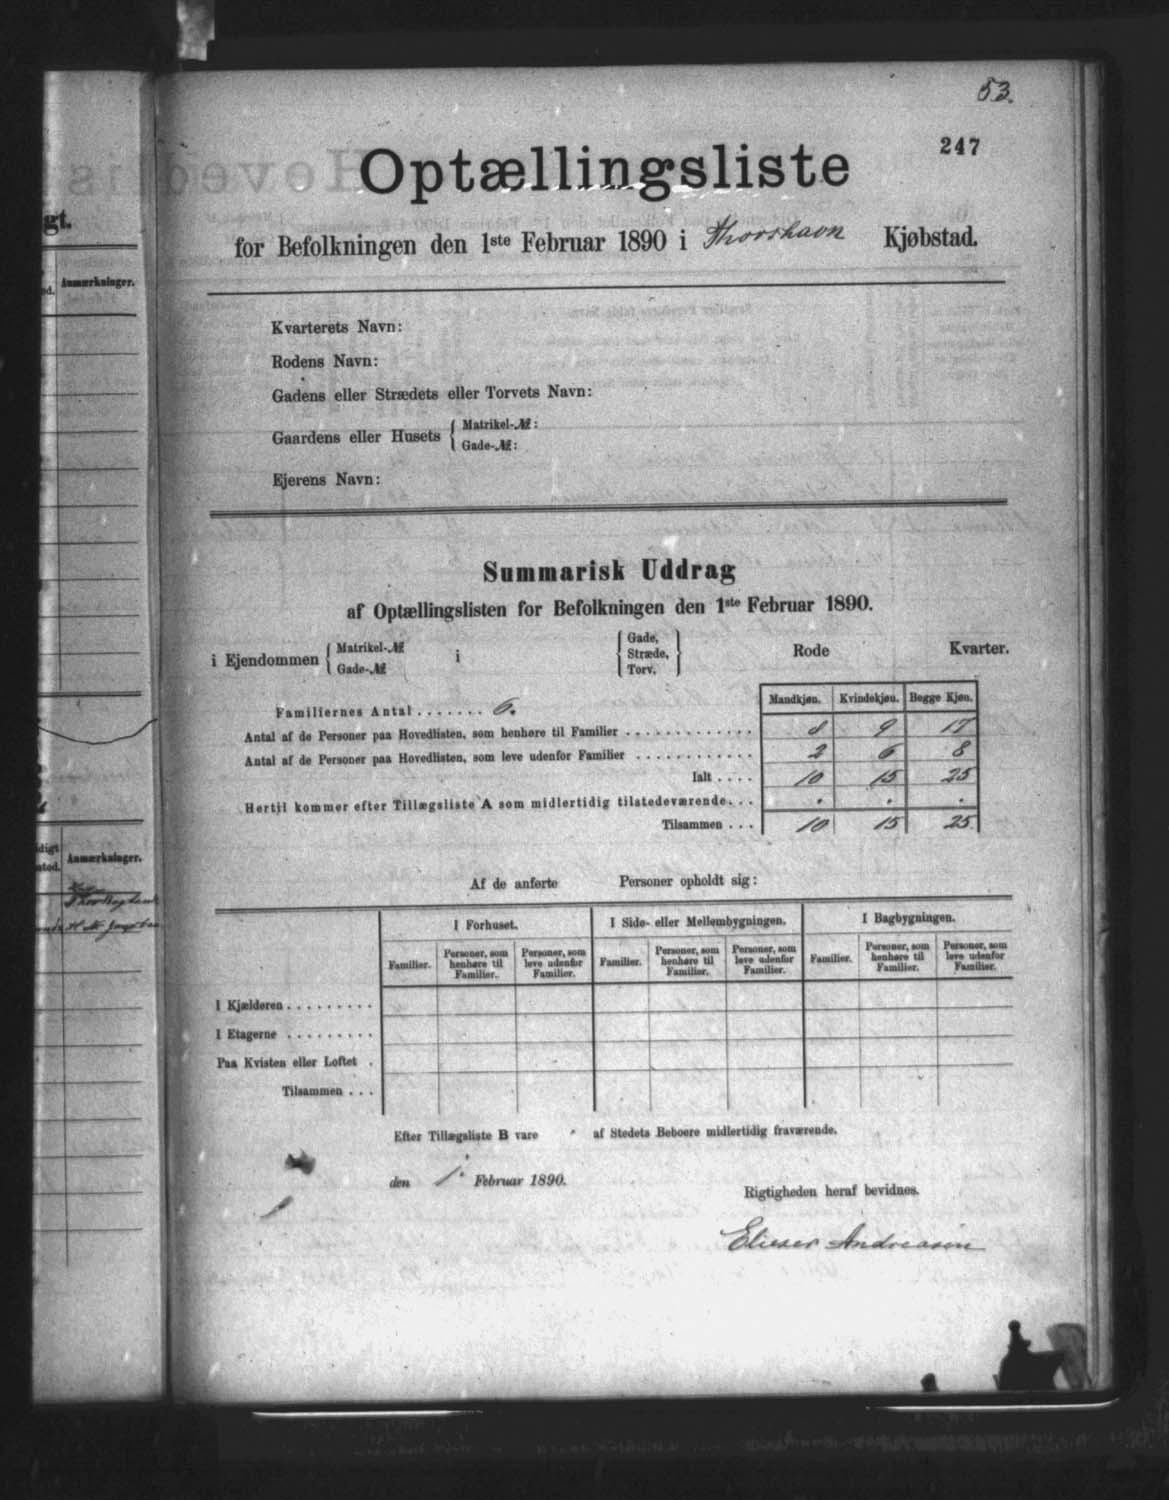 53.
247
Optællingsliste
for Befolkningen den 1ste Februar 1890 i Thorshavn Kjøbstad.
Kvarterets Navn:
Rodens Navn:
Gadens eller Strædets eller Torvets Navn:
Gaardens eller Husets { Matrikel-№:
Gade-№:
Ejerens Navn:
Summarisk Uddrag
af Optællingslisten for Befolkningen den 1ste Februar 1890.
i Ejendommen { Matrikel-№ Gade-№ i { Gade, Stræde, Torv. } Rode Kvarter.
Mandkjøn. Kvindekjøn. Begge Kjøn.
Familiernes Antal . . . . . . . 6.
Antal af de Personer paa Hovedlisten, som henhøre til Familier . . . . . . . . . . . . . 8 9 17
Antal af de Personer paa Hovedlisten, som leve udenfor Familier . . . . . . . . . . . . 2 6 8
Ialt . . . . 10 15 25
Hertil kommer efter Tillægsliste A som midlertidig tilstedeværende. . . . . .
Tilsammen . . . 10 15 25.
Af de anførte Personer opholdt sig:
I Forhuset. I Side- eller Mellembygningen. I Bagbygningen.
Familier. Personer, som henhøre til Familier. Personer, som leve udenfor Familier. Familier. Personer, som henhøre til Familier. Personer, som leve udenfor Familier. Familier. Personer, som henhøre til Familier. Personer, som leve udenfor Familier.
I Kjælderen . . . . . . . . .
I Etagerne . . . . . . . . .
Paa Kvisten eller Loftet .
Tilsammen . . .
Efter Tillægsliste B vare " af Stedets Beboere midlertidig fraværende.
den 1. Februar 1890.
Rigtigheden heraf bevidnes.
Elieser Andreasen
gt.
Anmærkninger.
Anmærkninger.